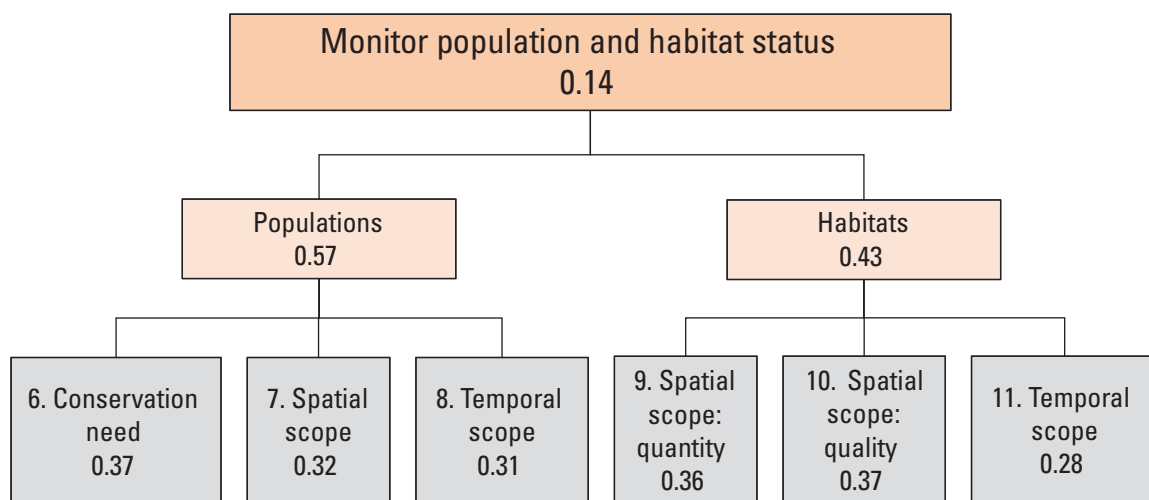 Monitor population and habitat status
0.14
Populations
0.57
Habitats
0.43
6. Conservation
need
0.37
7. Spatial
scope
0.32
8. Temporal
scope
0.31
9. Spatial
scope:
quantity
0.36
10. Spatial
scope:
quality
0.37
11. Temporal
scope
0.28